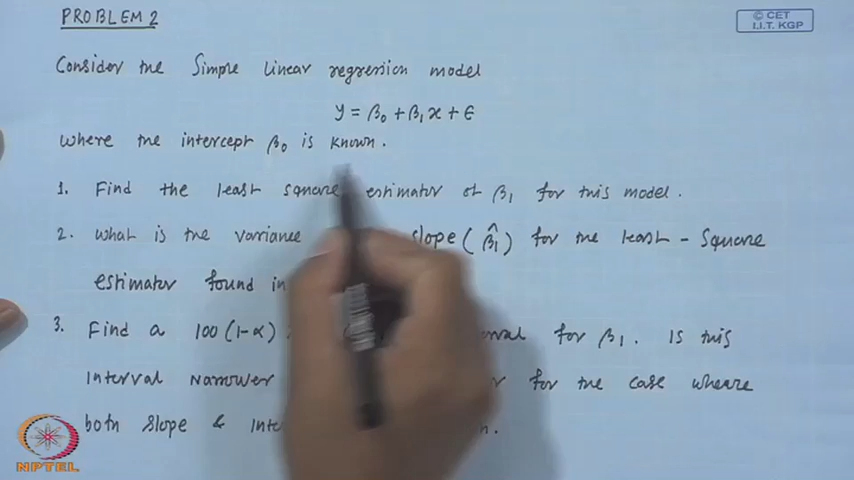 PROBLEM 2
© CET
I.I.T. KGP
Consider the Simple linear regression model
y = β₀ + β₁x + ε
where the intercept β₀ is known.
1. Find the least square estimator of β₁ for this model.
2. What is the variance slope (β̂₁) for the least-square
estimator found in
3. Find a 100(1-α) for β₁. Is this
interval narrower for the case wheare
both slope &
NPTEL